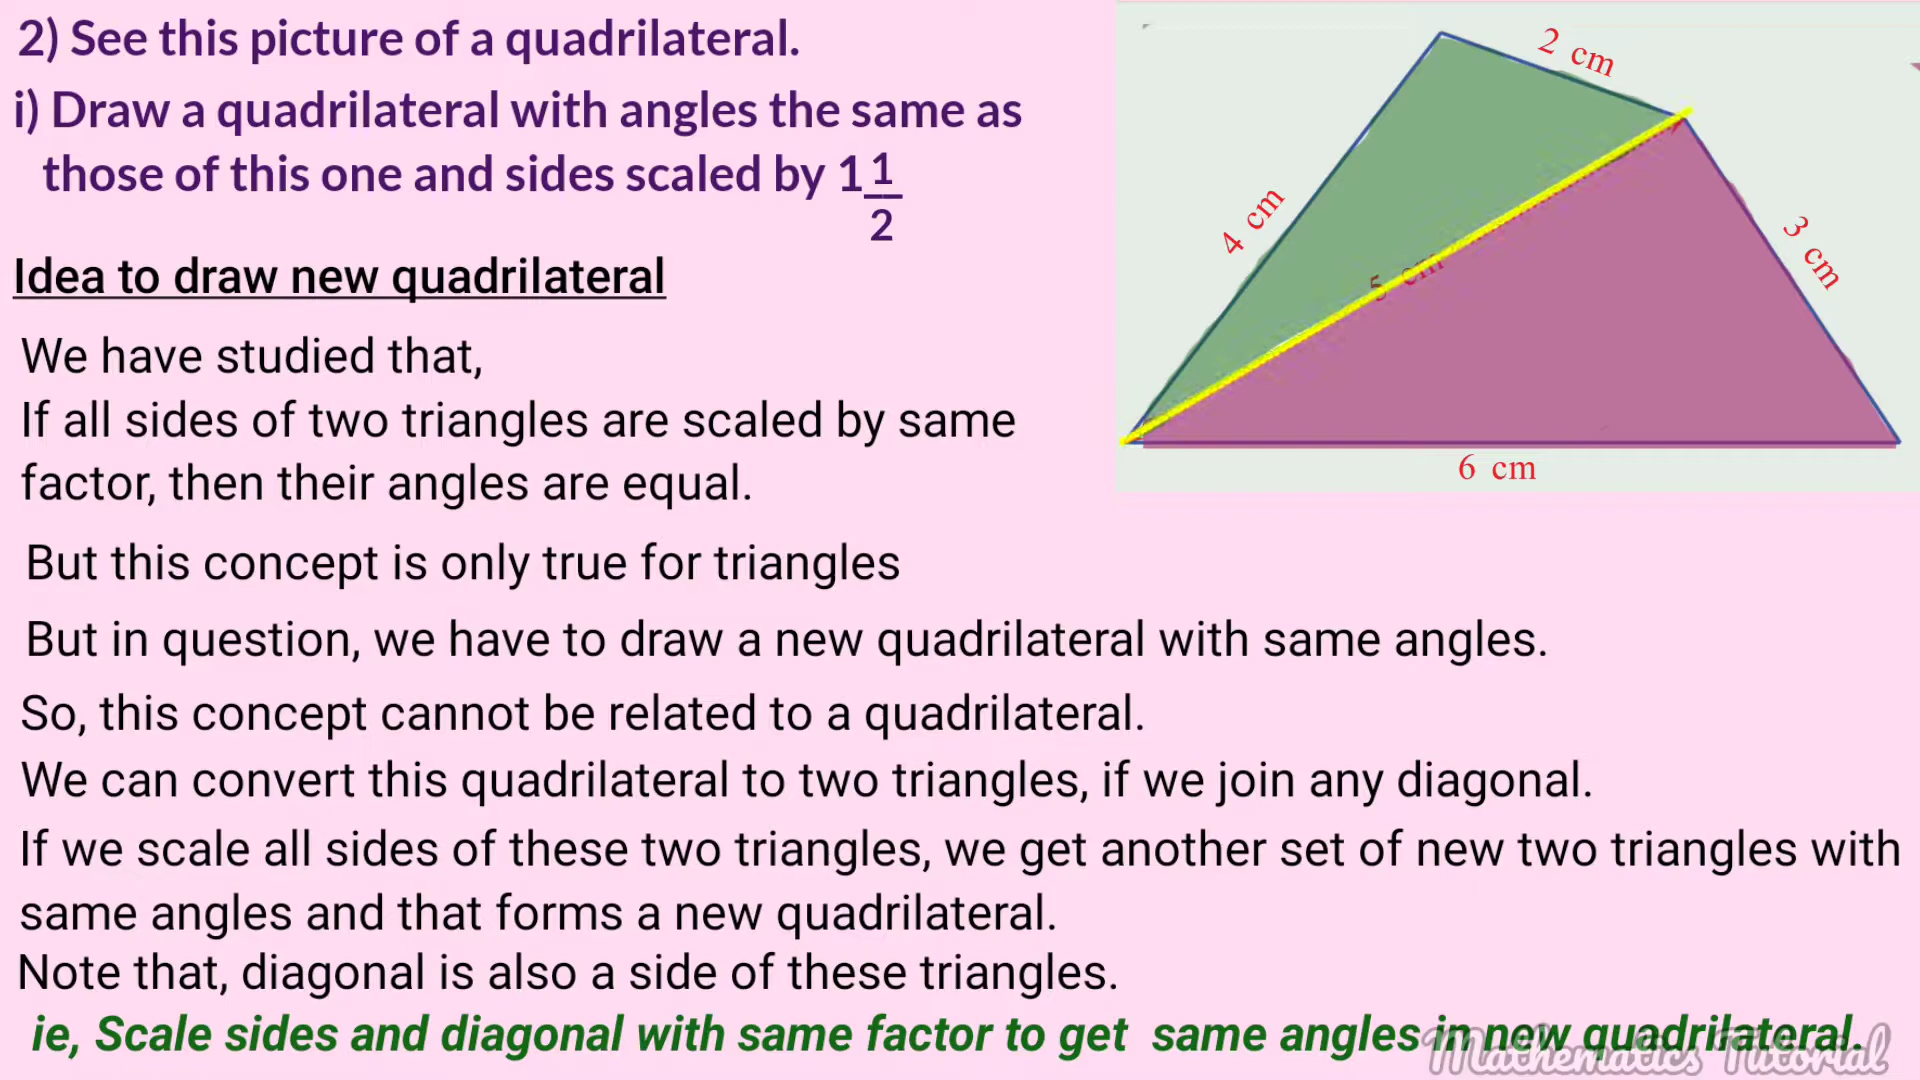 2) See this picture of a quadrilateral.
i) Draw a quadrilateral with angles the same as
those of this one and sides scaled by 1 1/2
Idea to draw new quadrilateral
We have studied that,
If all sides of two triangles are scaled by same
factor, then their angles are equal.
2 cm
4 cm
5 cm
3 cm
6 cm
But this concept is only true for triangles
But in question, we have to draw a new quadrilateral with same angles.
So, this concept cannot be related to a quadrilateral.
We can convert this quadrilateral to two triangles, if we join any diagonal.
If we scale all sides of these two triangles, we get another set of new two triangles with
same angles and that forms a new quadrilateral.
Note that, diagonal is also a side of these triangles.
ie, Scale sides and diagonal with same factor to get same angles in new quadrilateral.
Mathematics Tutorial